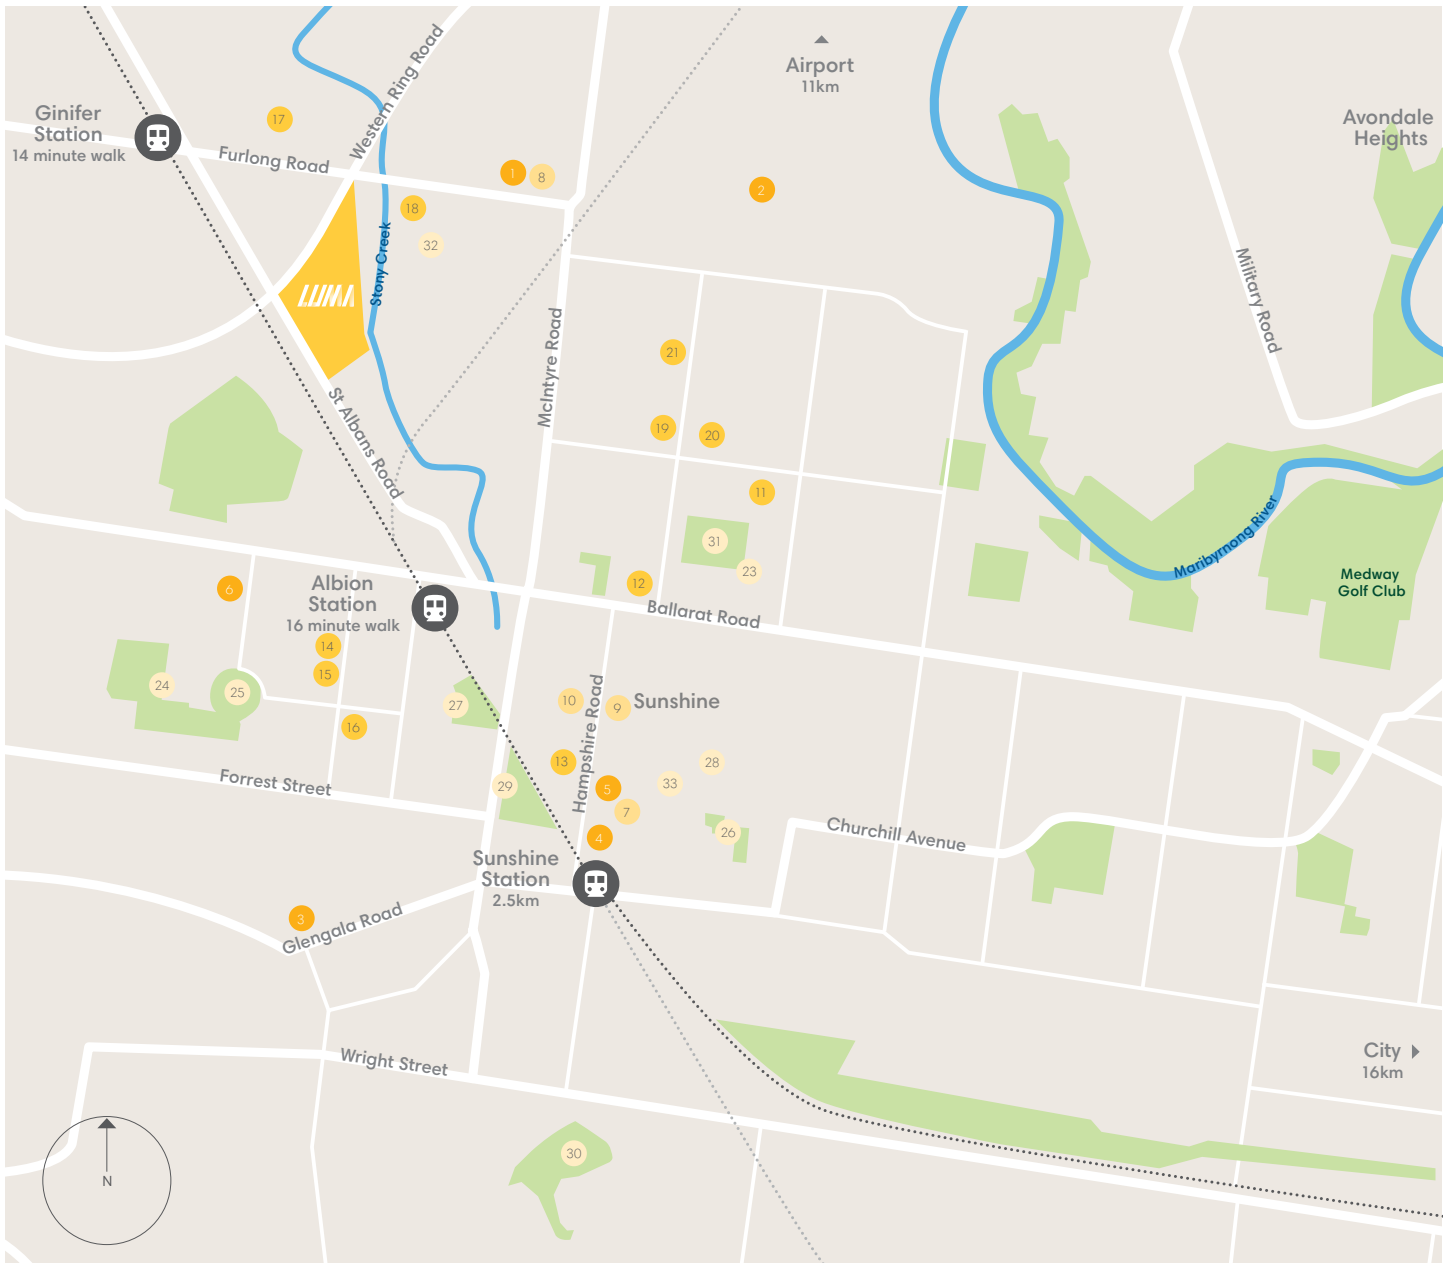 Airport
11km
Ginifer
Station
14 minute walk
Avondale
Heights
Western Ring Road
Furlong Road
17
1
8
2
18
32
LUMA
Stony Creek
Military Road
McIntyre Road
21
19
20
St Albans Road
11
Maribyrnong River
31
23
12
Medway
Golf Club
6
Albion
Station
16 minute walk
Ballarat Road
14
15
24
25
27
16
10
9
Sunshine
Hampshire Road
13
28
33
29
5
7
4
26
Forrest Street
Churchill Avenue
Sunshine
Station
2.5km
3
Glengala Road
Wright Street
City
16km
30
N